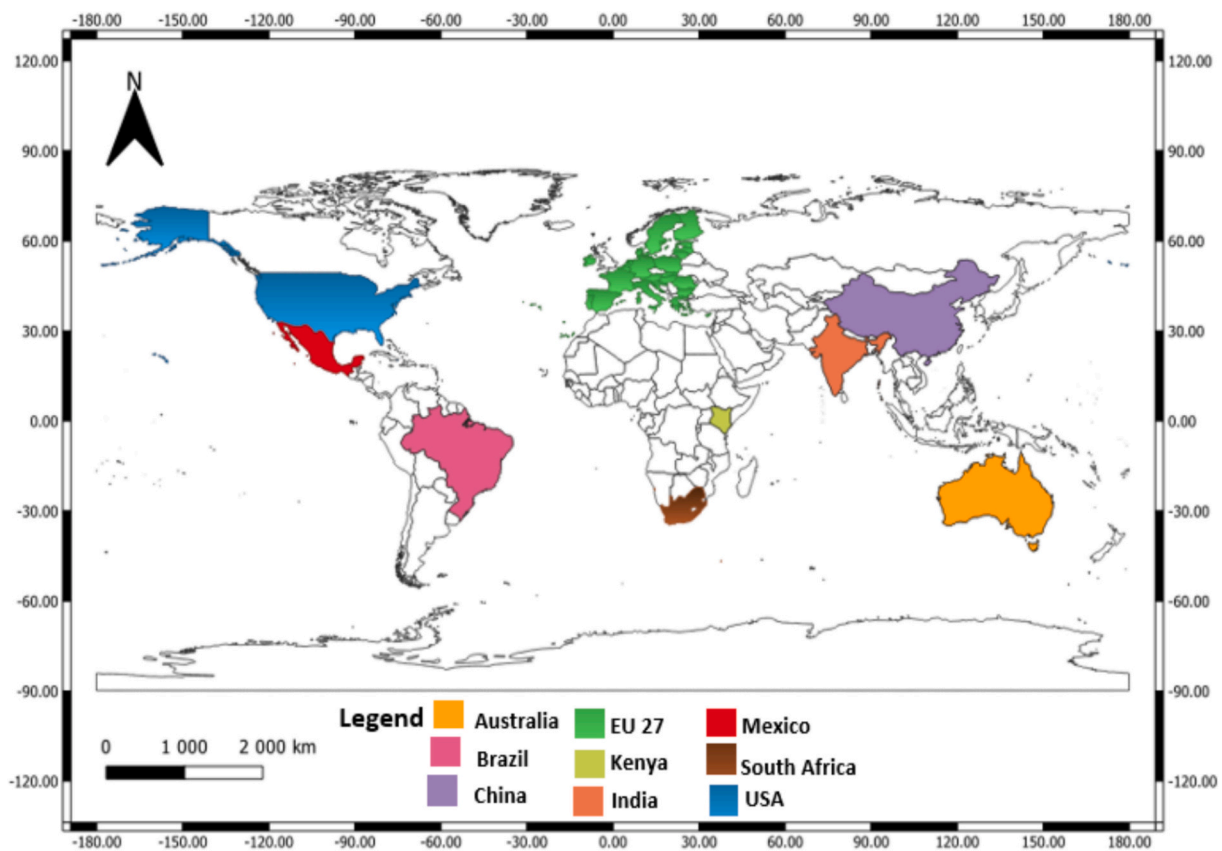 -180.00 -150.00 -120.00 -90.00 -60.00 -30.00 0.00 30.00 60.00 90.00 120.00 150.00 180.00
120.00 120.00
N
90.00 90.00
60.00 60.00
30.00 30.00
0.00 0.00
-30.00 -30.00
-60.00 -60.00
-90.00 -90.00
Legend Australia EU 27 Mexico
0 1 000 2 000 km Brazil Kenya South Africa
-120.00 -120.00
China India USA
-180.00 -150.00 -120.00 -90.00 -60.00 -30.00 0.00 30.00 60.00 90.00 120.00 150.00 180.00